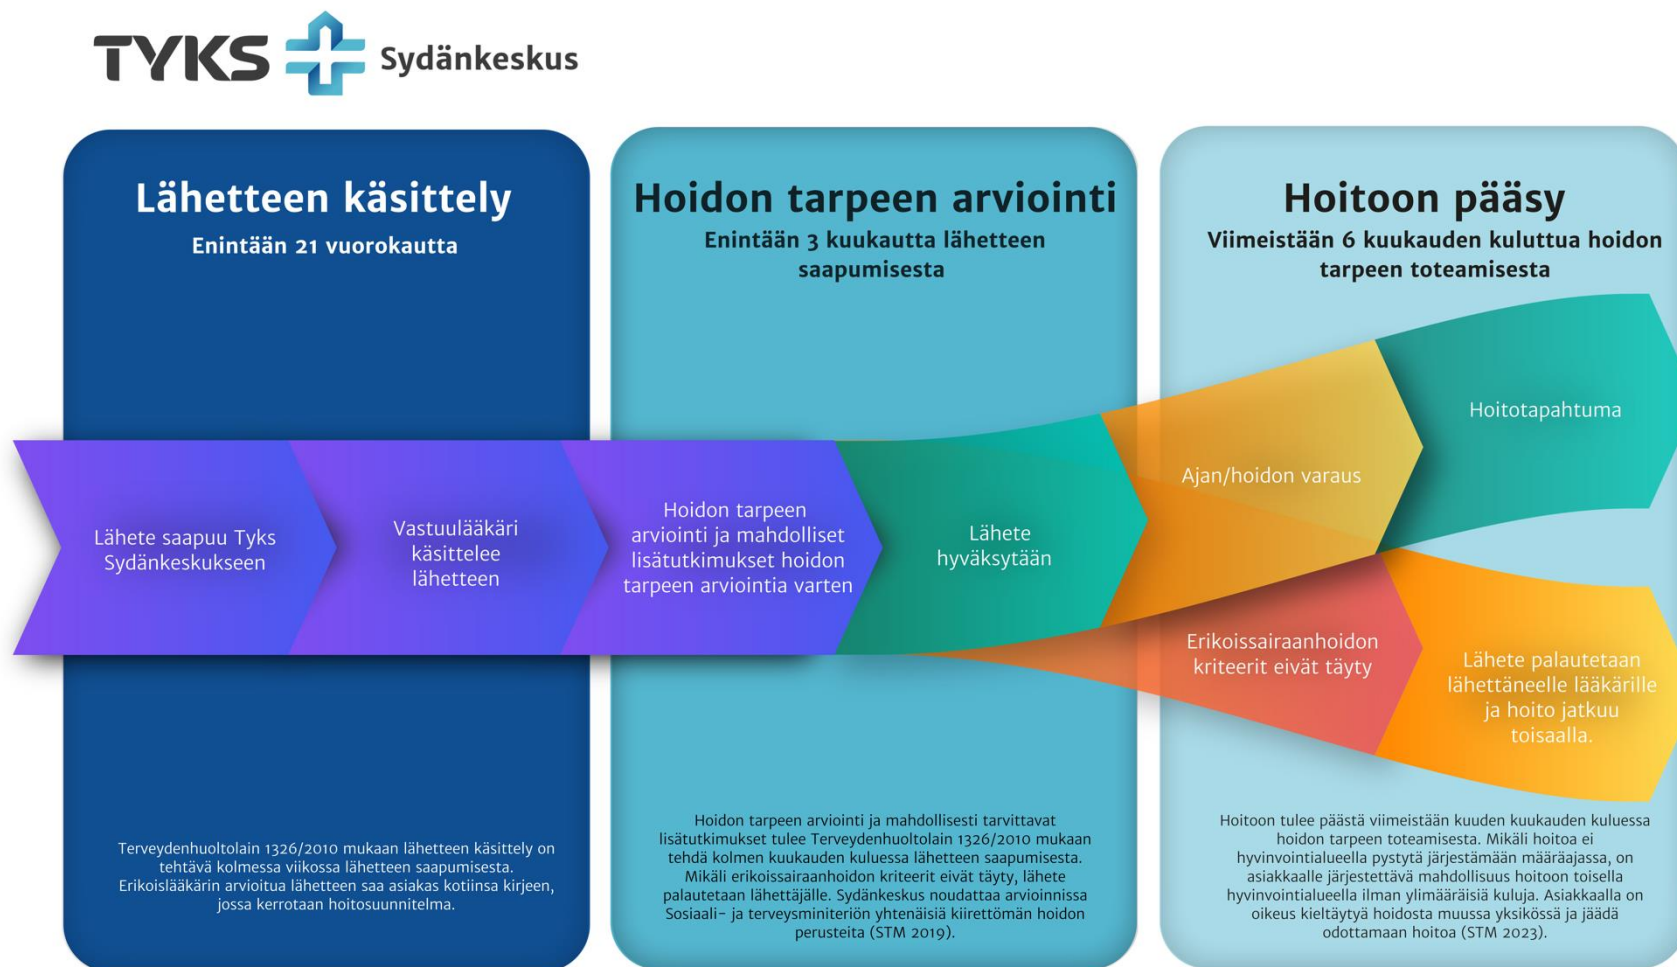 TYKS Sydänkeskus
Lähetteen käsittely
Enintään 21 vuorokautta
Lähete saapuu Tyks
Sydänkeskukseen
Vastuulääkäri
käsittelee
lähetteen
Terveydenhuoltolain 1326/2010 mukaan lähetteen käsittely on
tehtävä kolmessa viikossa lähetteen saapumisesta.
Erikoislääkärin arvioitua lähetteen saa asiakas kotiinsa kirjeen,
jossa kerrotaan hoitosuunnitelma.
Hoidon tarpeen arviointi
Enintään 3 kuukautta lähetteen
saapumisesta
Hoidon tarpeen
arviointi ja mahdolliset
lisätutkimukset hoidon
tarpeen arviointia varten
Lähete
hyväksytään
Hoidon tarpeen arviointi ja mahdollisesti tarvittavat
lisätutkimukset tulee Terveydenhuoltolain 1326/2010 mukaan
tehdä kolmen kuukauden kuluessa lähetteen saapumisesta.
Mikäli erikoissairaanhoidon kriteerit eivät täyty, lähete
palautetaan lähettäjälle. Sydänkeskus noudattaa arvioinnissa
Sosiaali- ja terveysministeriön yhtenäisiä kiirettömän hoidon
perusteita (STM 2019).
Hoitoon pääsy
Viimeistään 6 kuukauden kuluttua hoidon
tarpeen toteamisesta
Ajan/hoidon varaus
Hoitotapahtuma
Erikoissairaanhoidon
kriteerit eivät täyty
Lähete palautetaan
lähettäneelle lääkärille
ja hoito jatkuu
toisaalla.
Hoitoon tulee päästä viimeistään kuuden kuukauden kuluessa
hoidon tarpeen toteamisesta. Mikäli hoitoa ei
hyvinvointialueella pystytä järjestämään määräajassa, on
asiakkaalle järjestettävä mahdollisuus hoitoon toisella
hyvinvointialueella ilman ylimääräisiä kuluja. Asiakkaalla on
oikeus kieltäytyä hoidosta muussa yksikössä ja jäädä
odottamaan hoitoa (STM 2023).